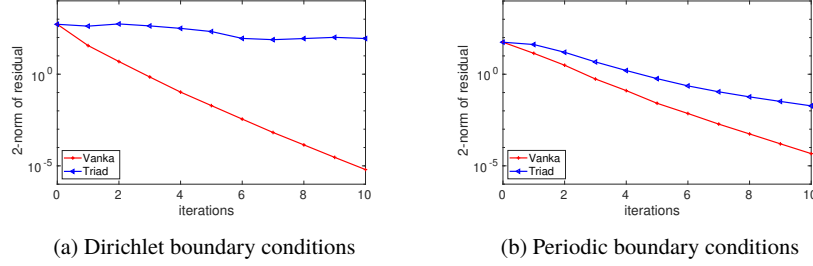 2-norm of residual
10^0
10^-5
Vanka
Triad
0 2 4 6 8 10
iterations
(a) Dirichlet boundary conditions
2-norm of residual
10^0
10^-5
Vanka
Triad
0 2 4 6 8 10
iterations
(b) Periodic boundary conditions